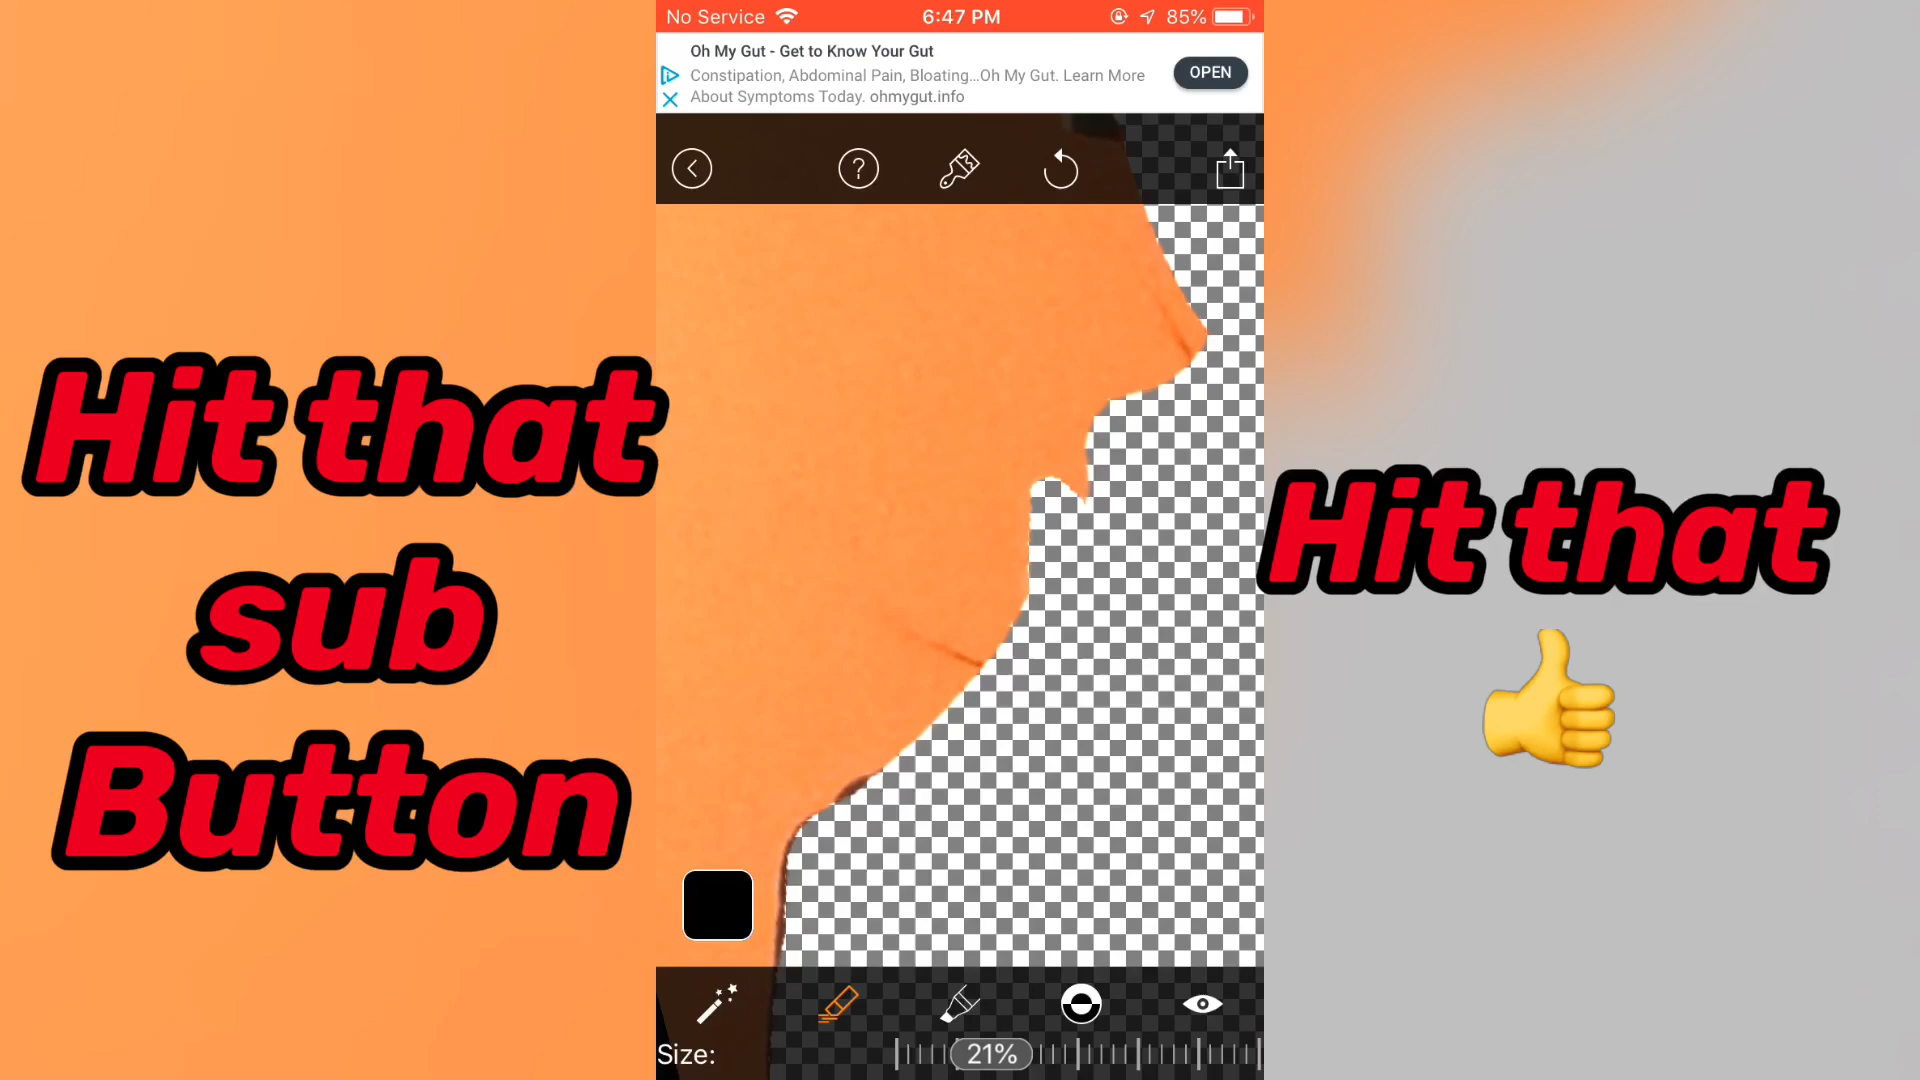 No Service
6:47 PM
85%
Oh My Gut - Get to Know Your Gut
Constipation, Abdominal Pain, Bloating...Oh My Gut. Learn More
About Symptoms Today. ohmygut.info
OPEN
?
Hit that
sub
Button
Hit that
Size:
21%